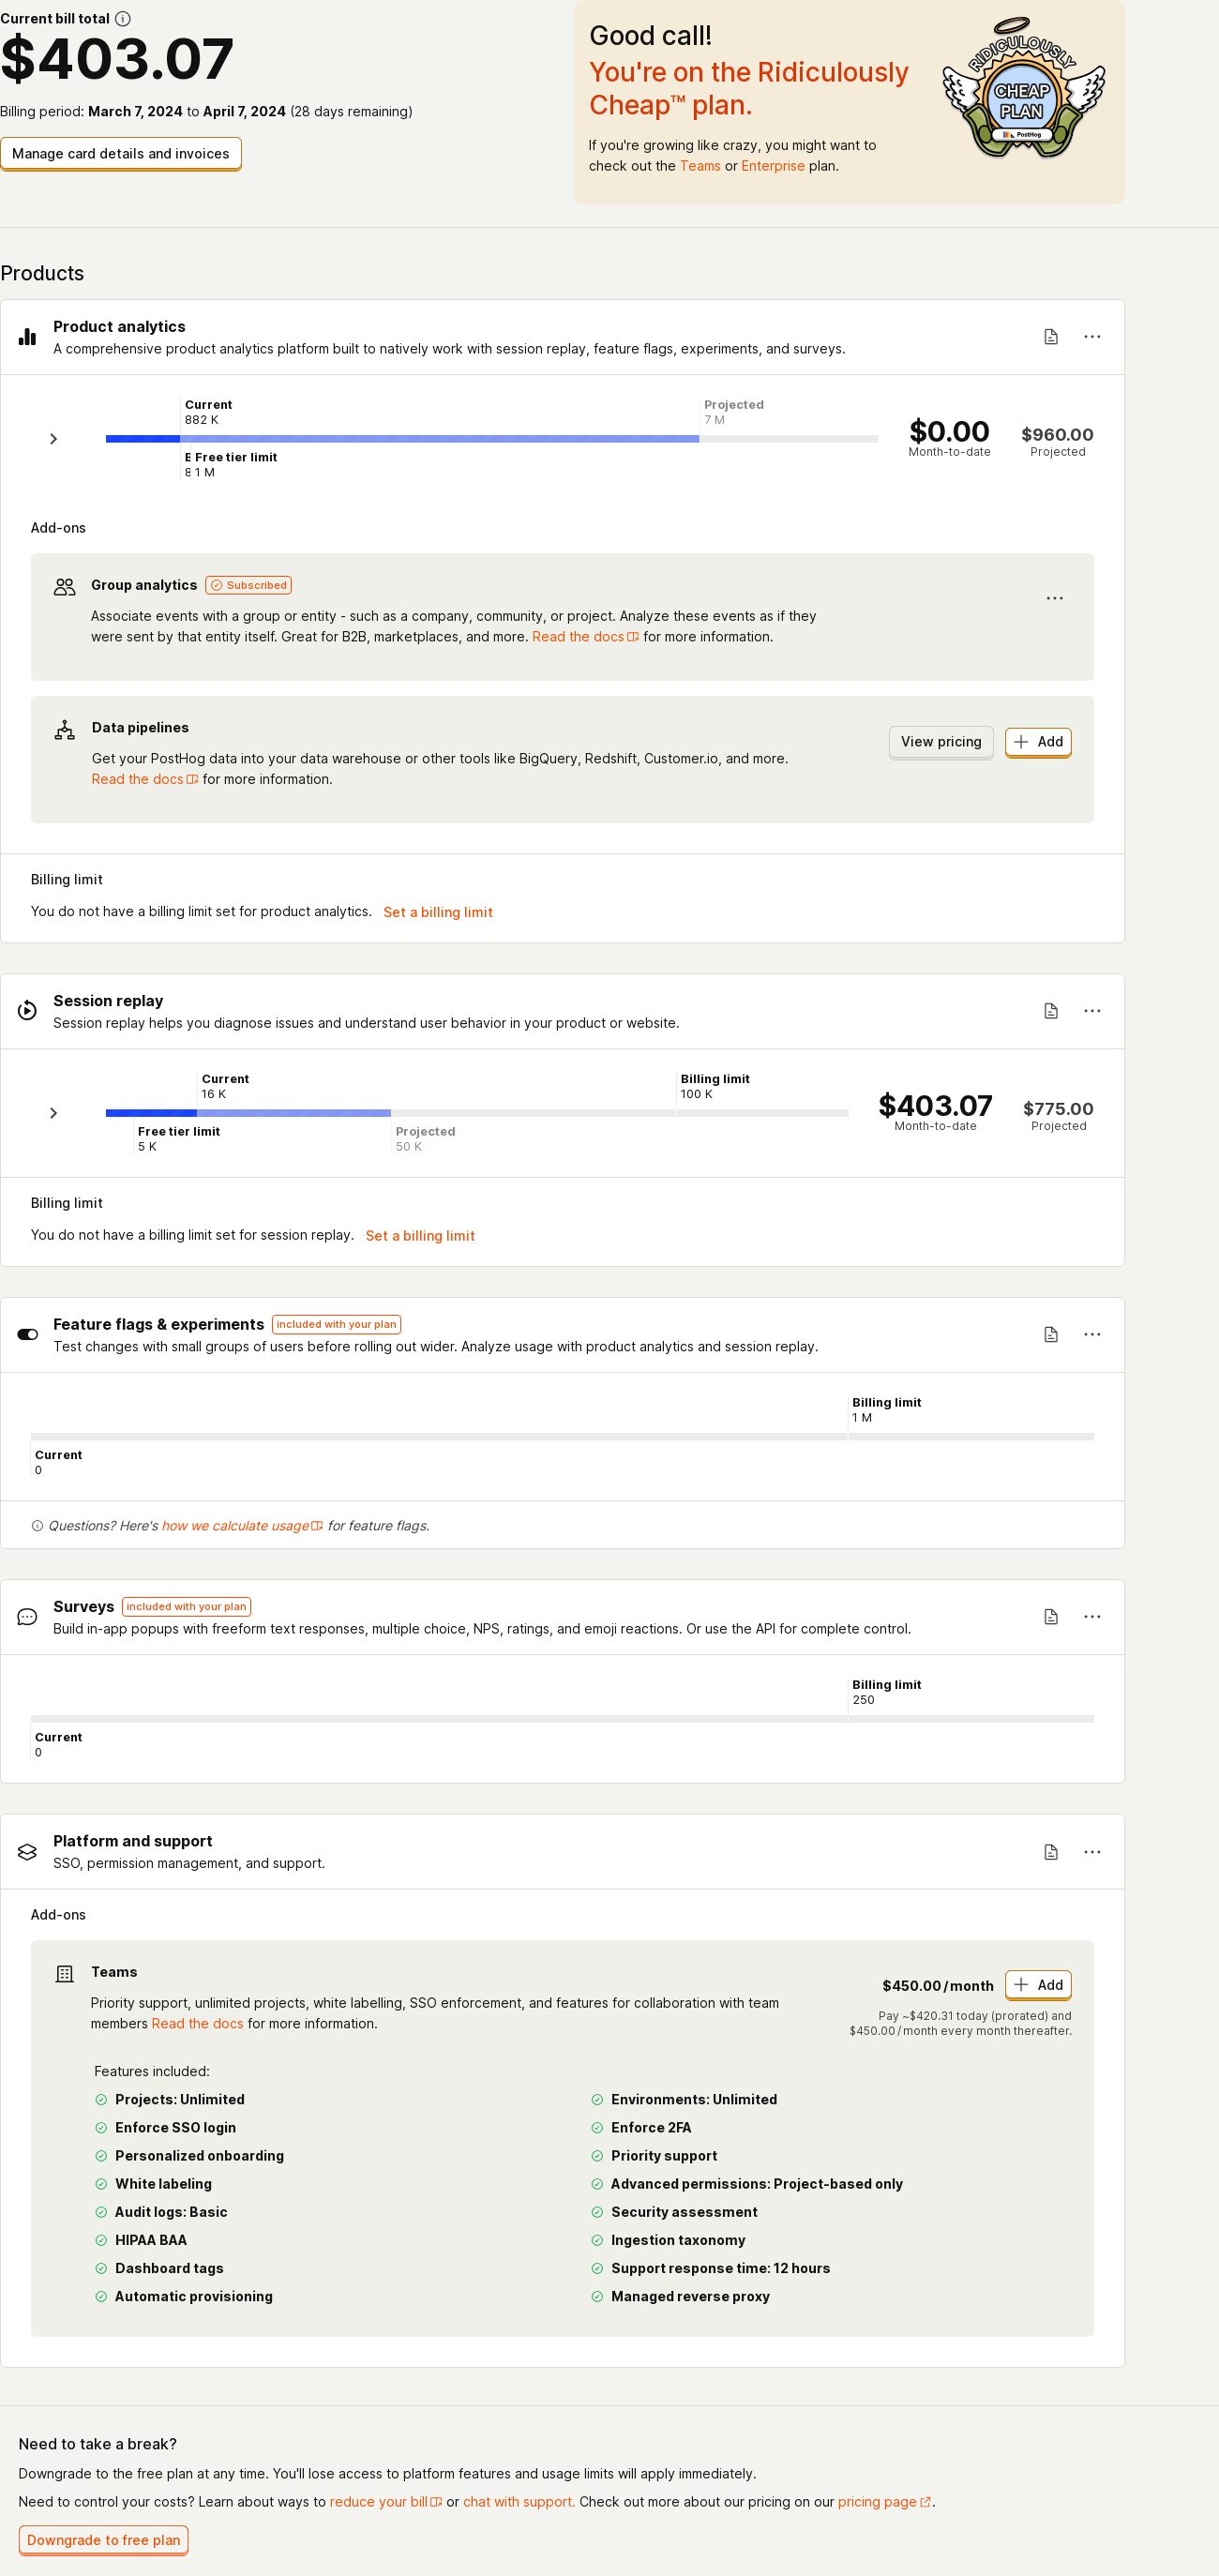 Current bill total
$403.07
Billing period: March 7, 2024 to April 7, 2024 (28 days remaining)
Manage card details and invoices
Good call!
You're on the Ridiculously
Cheap™ plan.
If you're growing like crazy, you might want to
check out the Teams or Enterprise plan.
RIDICULOUSLY
CHEAP
PLAN
PostHog
Products
Product analytics
A comprehensive product analytics platform built to natively work with session replay, feature flags, experiments, and surveys.
Current
882 K
Projected
7 M
Free tier limit
1 M
$0.00
Month-to-date
$960.00
Projected
Add-ons
Group analytics Subscribed
Associate events with a group or entity - such as a company, community, or project. Analyze these events as if they
were sent by that entity itself. Great for B2B, marketplaces, and more. Read the docs for more information.
Data pipelines
Get your PostHog data into your data warehouse or other tools like BigQuery, Redshift, Customer.io, and more.
Read the docs for more information.
View pricing
Add
Billing limit
You do not have a billing limit set for product analytics. Set a billing limit
Session replay
Session replay helps you diagnose issues and understand user behavior in your product or website.
Current
16 K
Billing limit
100 K
Free tier limit
5 K
Projected
50 K
$403.07
Month-to-date
$775.00
Projected
Billing limit
You do not have a billing limit set for session replay. Set a billing limit
Feature flags & experiments included with your plan
Test changes with small groups of users before rolling out wider. Analyze usage with product analytics and session replay.
Billing limit
1 M
Current
0
Questions? Here's how we calculate usage for feature flags.
Surveys included with your plan
Build in-app popups with freeform text responses, multiple choice, NPS, ratings, and emoji reactions. Or use the API for complete control.
Billing limit
250
Current
0
Platform and support
SSO, permission management, and support.
Add-ons
Teams
Priority support, unlimited projects, white labelling, SSO enforcement, and features for collaboration with team
members Read the docs for more information.
$450.00/month
Add
Pay ~$420.31 today (prorated) and
$450.00/month every month thereafter.
Features included:
Projects: Unlimited
Environments: Unlimited
Enforce SSO login
Enforce 2FA
Personalized onboarding
Priority support
White labeling
Advanced permissions: Project-based only
Audit logs: Basic
Security assessment
HIPAA BAA
Ingestion taxonomy
Dashboard tags
Support response time: 12 hours
Automatic provisioning
Managed reverse proxy
Need to take a break?
Downgrade to the free plan at any time. You'll lose access to platform features and usage limits will apply immediately.
Need to control your costs? Learn about ways to reduce your bill or chat with support. Check out more about our pricing on our pricing page.
Downgrade to free plan